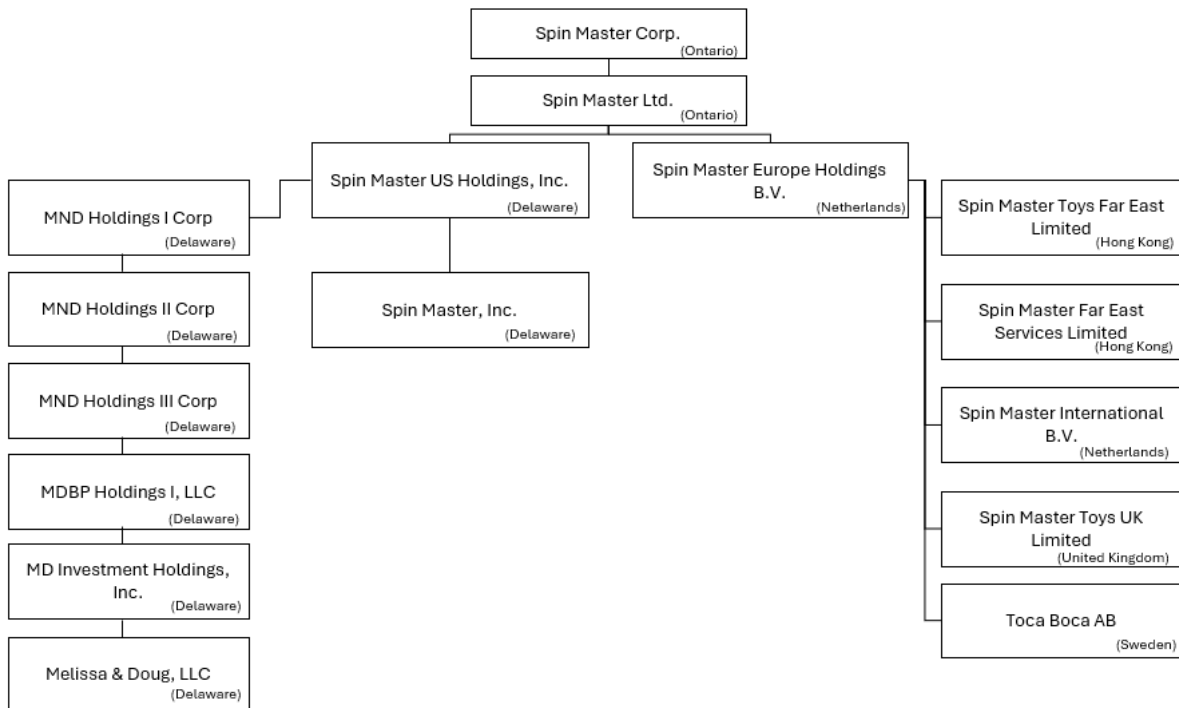 Spin Master Corp.
(Ontario)
Spin Master Ltd.
(Ontario)
Spin Master US Holdings, Inc.
(Delaware)
Spin Master Europe Holdings
B.V.
(Netherlands)
MND Holdings I Corp
(Delaware)
MND Holdings II Corp
(Delaware)
MND Holdings III Corp
(Delaware)
MDBP Holdings I, LLC
(Delaware)
MD Investment Holdings,
Inc.
(Delaware)
Melissa & Doug, LLC
(Delaware)
Spin Master, Inc.
(Delaware)
Spin Master Toys Far East
Limited
(Hong Kong)
Spin Master Far East
Services Limited
(Hong Kong)
Spin Master International
B.V.
(Netherlands)
Spin Master Toys UK
Limited
(United Kingdom)
Toca Boca AB
(Sweden)